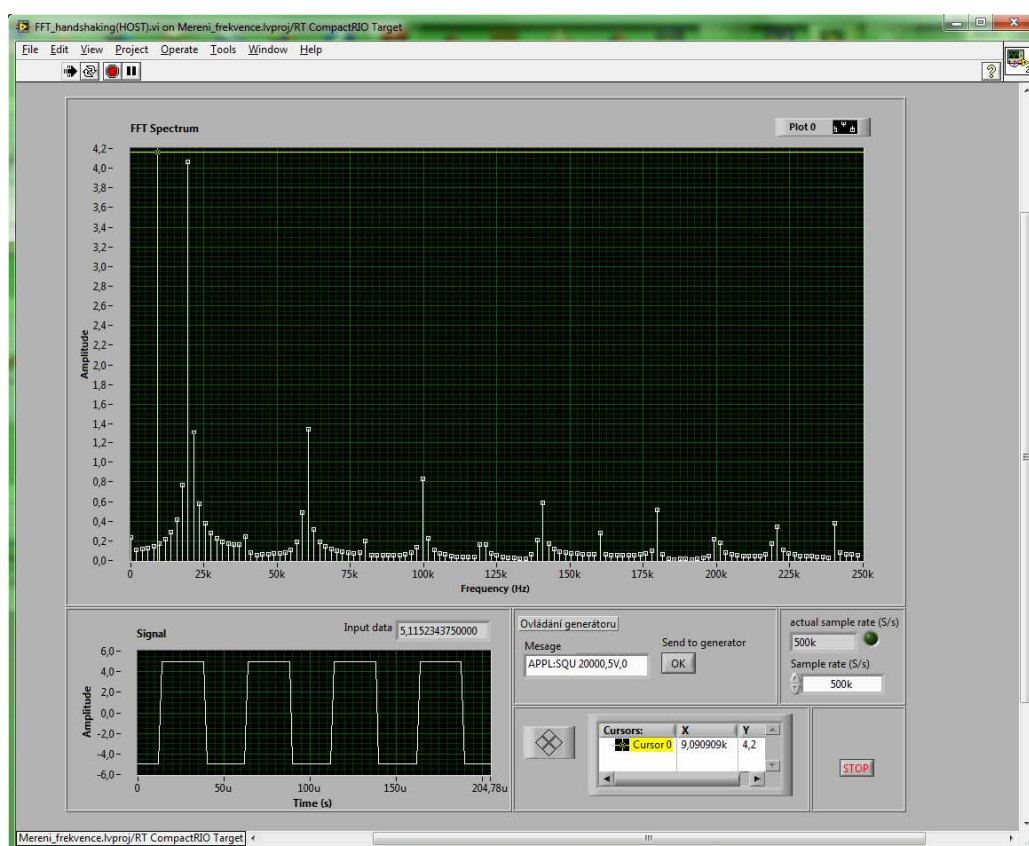 FFT_handshaking(HOST).vi on Mereni_frekvence.lvproj/RT CompactRIO Target
File Edit View Project Operate Tools Window Help
?
2
FFT Spectrum
Plot 0
4,2
4,0
3,8
3,6
3,4
3,2
3,0
2,8
2,6
2,4
2,2
2,0
1,8
1,6
1,4
1,2
1,0
0,8
0,6
0,4
0,2
0,0
Amplitude
0 25k 50k 75k 100k 125k 150k 175k 200k 225k 250k
Frequency (Hz)
Signal
Input data 5,1152343750000
6,0
4,0
2,0
0,0
-2,0
-4,0
-6,0
Amplitude
0 50u 100u 150u 204,78u
Time (s)
Ovládání generátoru
Mesage
APPL:SQU 20000,5V,0
Send to generator
OK
actual sample rate (S/s)
500k
Sample rate (S/s)
500k
Cursors: X Y
Cursor 0 9,090909k 4,2
STOP
Mereni_frekvence.lvproj/RT CompactRIO Target